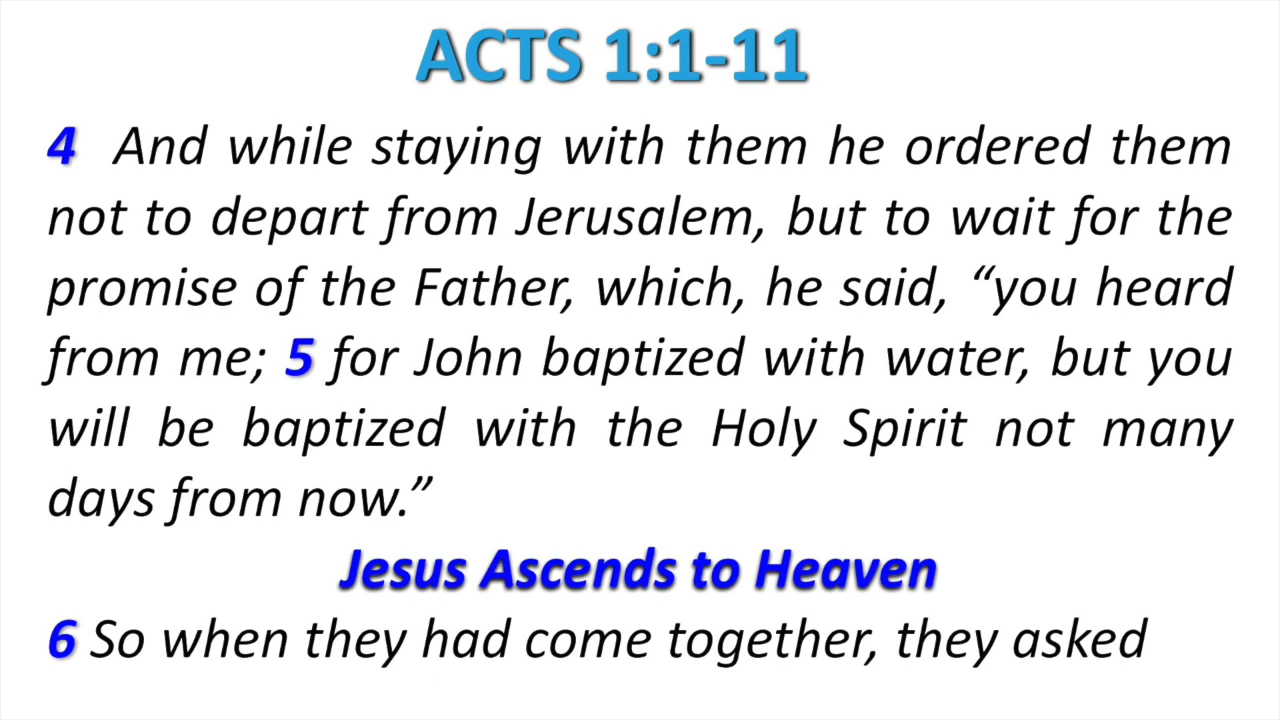 ACTS 1:1-11
4 And while staying with them he ordered them
not to depart from Jerusalem, but to wait for the
promise of the Father, which, he said, “you heard
from me; 5 for John baptized with water, but you
will be baptized with the Holy Spirit not many
days from now.”
Jesus Ascends to Heaven
6 So when they had come together, they asked